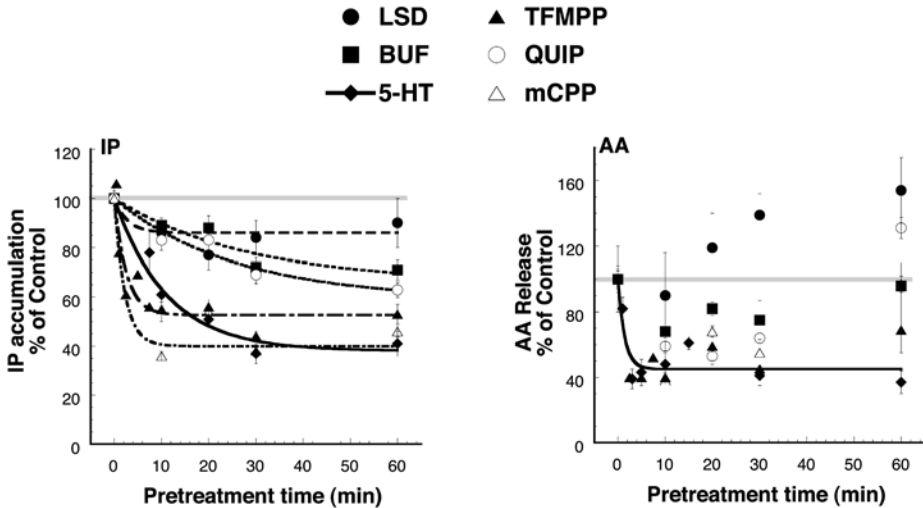 LSD
TFMPP
BUF
QUIP
5-HT
mCPP
IP
120
100
80
60
40
20
0
IP accumulation
% of Control
0 10 20 30 40 50 60
Pretreatment time (min)
AA
160
120
80
40
0
AA Release
% of Control
0 10 20 30 40 50 60
Pretreatment time (min)